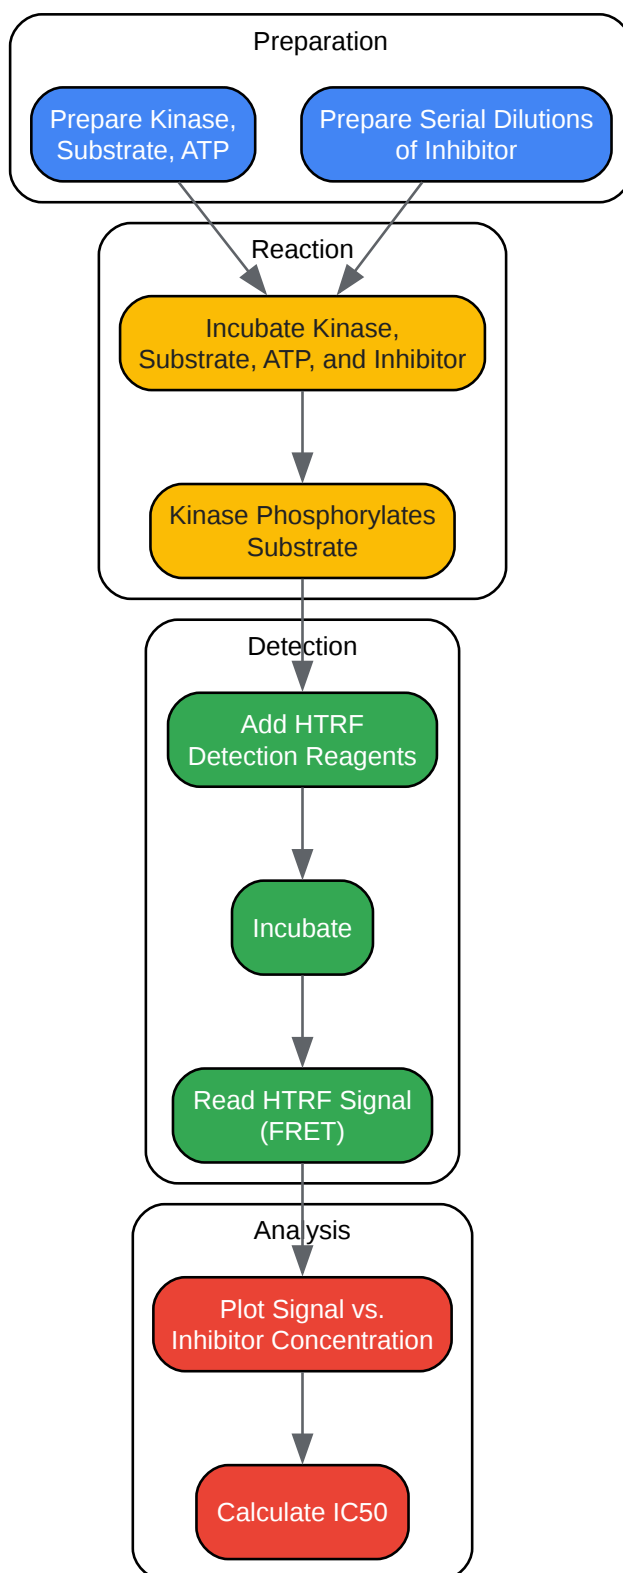 Preparation
Prepare Kinase,
Substrate, ATP
Prepare Serial Dilutions
of Inhibitor
Reaction
Incubate Kinase,
Substrate, ATP, and Inhibitor
Kinase Phosphorylates
Substrate
Detection
Add HTRF
Detection Reagents
Incubate
Read HTRF Signal
(FRET)
Analysis
Plot Signal vs.
Inhibitor Concentration
Calculate IC50